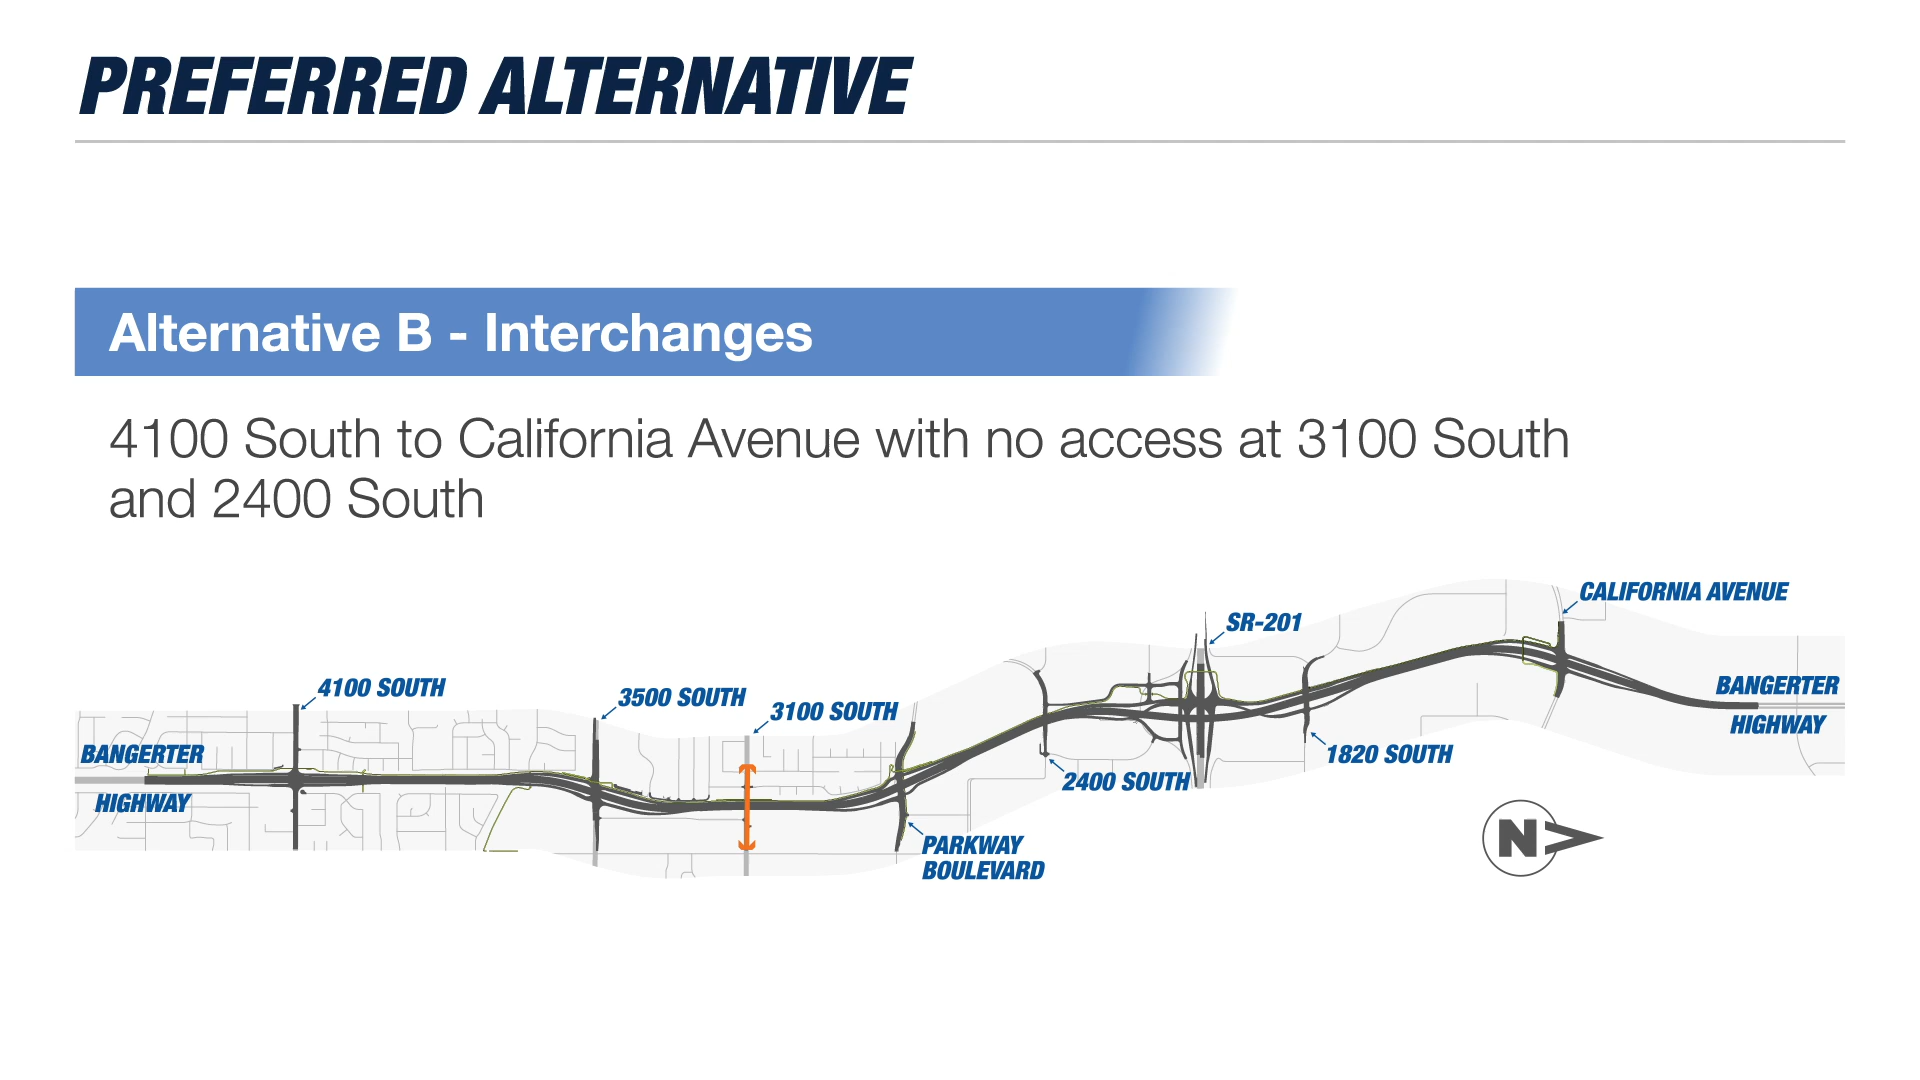 PREFERRED ALTERNATIVE
Alternative B - Interchanges
4100 South to California Avenue with no access at 3100 South
and 2400 South
CALIFORNIA AVENUE
SR-201
4100 SOUTH
3500 SOUTH
3100 SOUTH
BANGERTER
HIGHWAY
BANGERTER
HIGHWAY
1820 SOUTH
2400 SOUTH
PARKWAY
BOULEVARD
N